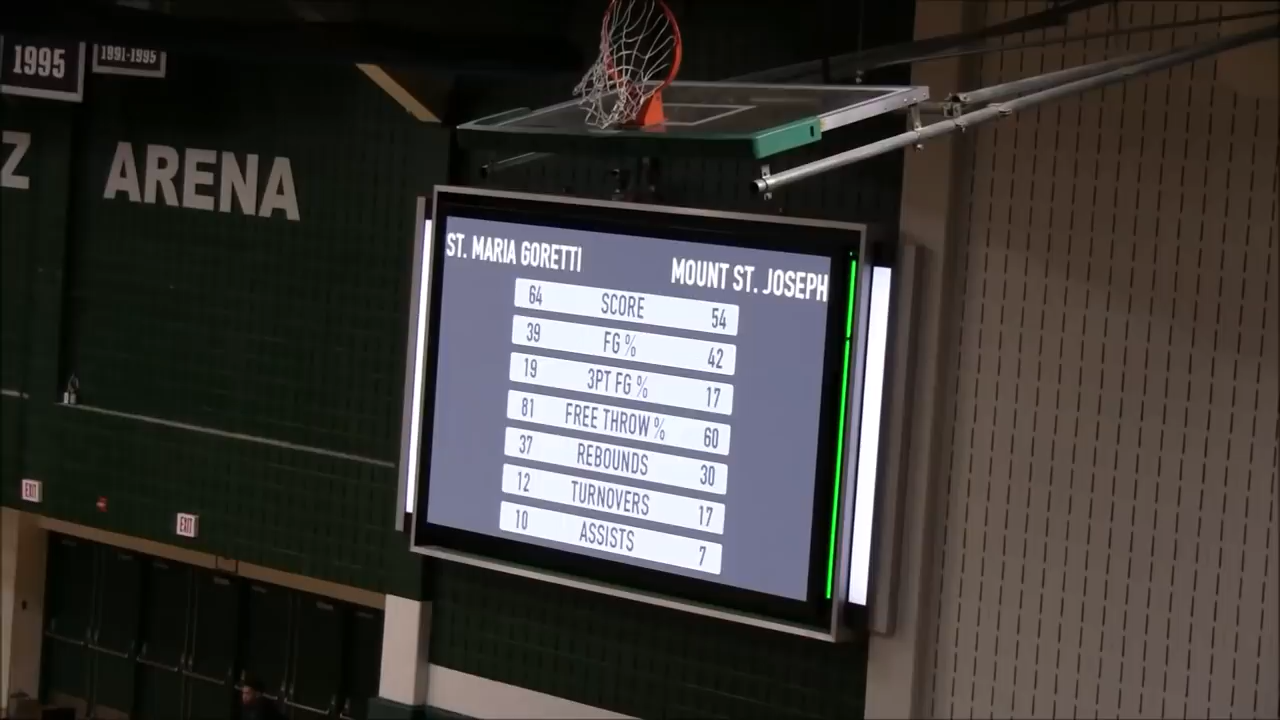 1995
1991-1995
Z ARENA
ST. MARIA GORETTI
MOUNT ST. JOSEPH
64 SCORE 54
39 FG % 42
19 3PT FG % 17
81 FREE THROW % 60
37 REBOUNDS 30
12 TURNOVERS 17
10 ASSISTS 7
EXIT
EXIT